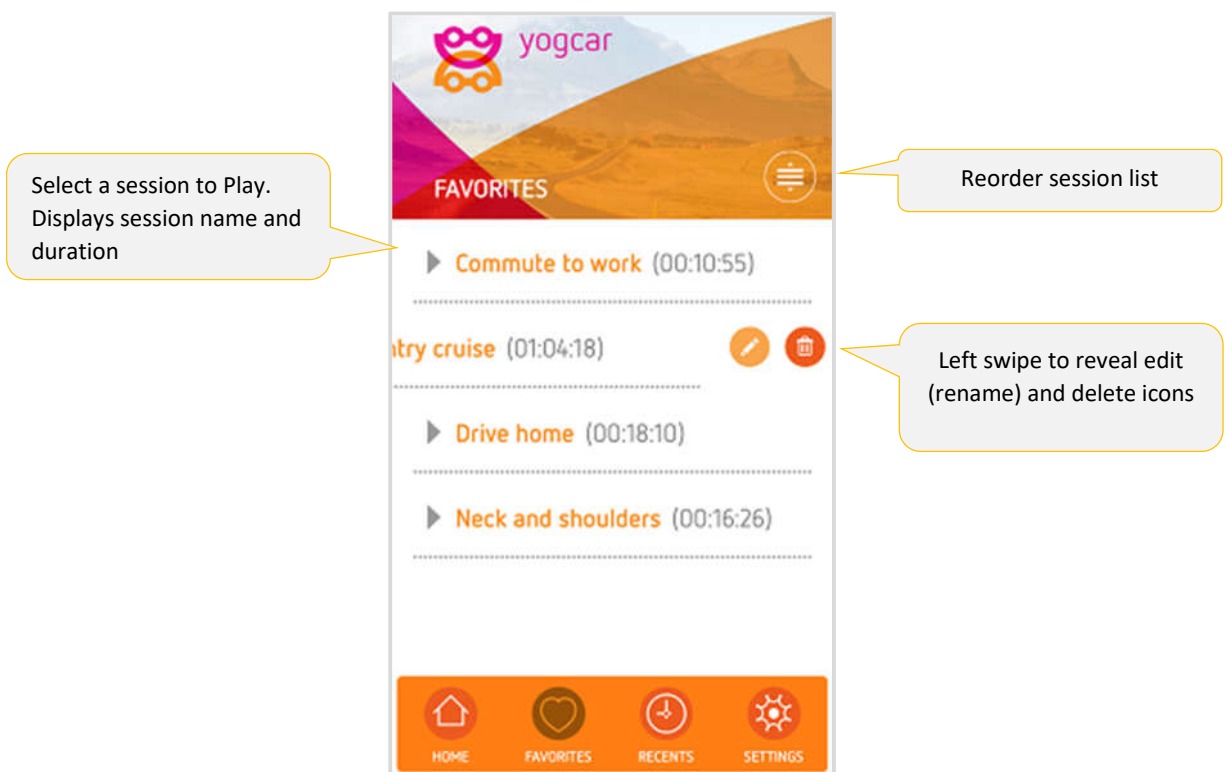 yogcar
FAVORITES
Select a session to Play.
Displays session name and
duration
Reorder session list
Commute to work (00:10:55)
ntry cruise (01:04:18)
Left swipe to reveal edit
(rename) and delete icons
Drive home (00:18:10)
Neck and shoulders (00:16:26)
HOME FAVORITES RECENTS SETTINGS